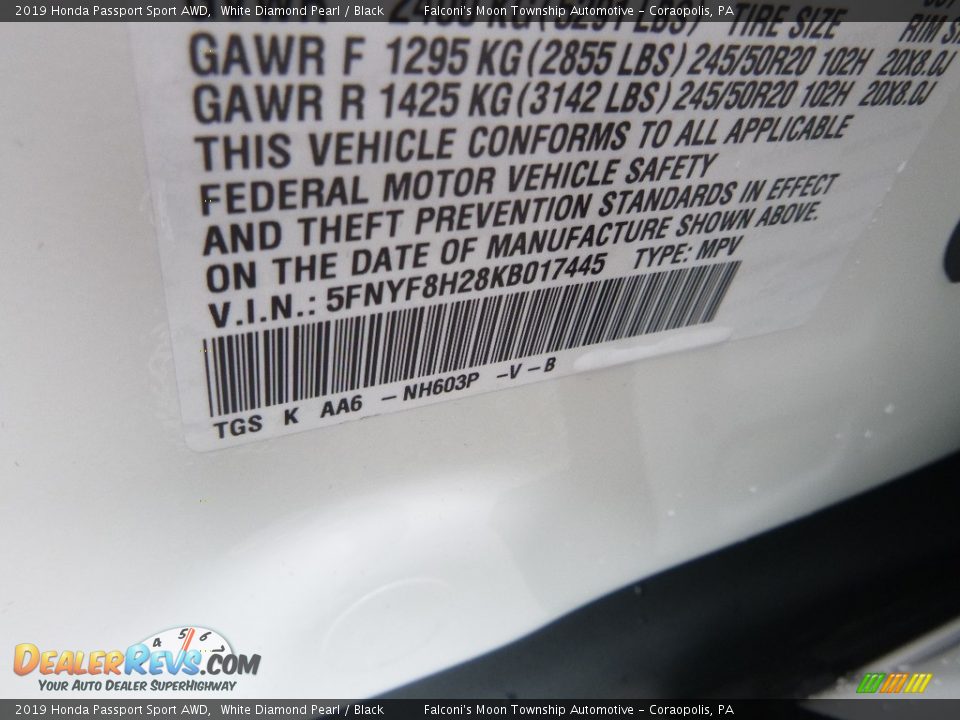 2019 Honda Passport Sport AWD, White Diamond Pearl / Black Falconi's Moon Township Automotive - Coraopolis, PA
TIRE SIZE
GAWR F 1295 KG (2855 LBS) 245/50R20 102H 20X8.0J
GAWR R 1425 KG (3142 LBS) 245/50R20 102H 20X8.0J
THIS VEHICLE CONFORMS TO ALL APPLICABLE
FEDERAL MOTOR VEHICLE SAFETY
AND THEFT PREVENTION STANDARDS IN EFFECT
ON THE DATE OF MANUFACTURE SHOWN ABOVE.
V.I.N.: 5FNYF8H28KB017445 TYPE: MPV
TGS K AA6 - NH603P -V-B
4 5 6
DEALERREVS.COM
YOUR AUTO DEALER SUPERHIGHWAY
2019 Honda Passport Sport AWD, White Diamond Pearl / Black Falconi's Moon Township Automotive - Coraopolis, PA